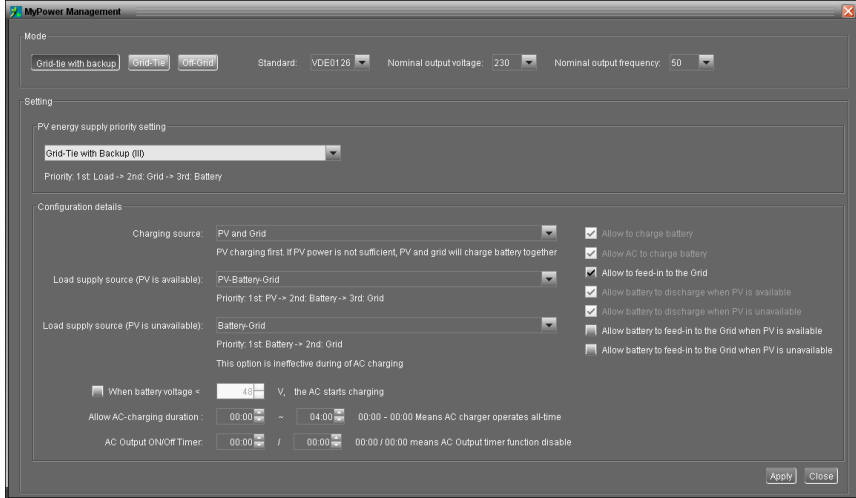 MyPower Management
Mode
Grid-tie with backup Grid-Tie Off-Grid Standard: VDE0126 Nominal output voltage: 230 Nominal output frequency: 50
Setting
PV energy supply priority setting
Grid-Tie with Backup (III)
Priority: 1st: Load -> 2nd: Grid -> 3rd: Battery
Configuration details
Charging source: PV and Grid
PV charging first. If PV power is not sufficient, PV and grid will charge battery together
Load supply source (PV is available): PV-Battery-Grid
Priority: 1st: PV -> 2nd: Battery -> 3rd: Grid
Load supply source (PV is unavailable): Battery-Grid
Priority: 1st: Battery -> 2nd: Grid
This option is ineffective during of AC charging
Allow to charge battery
Allow AC to charge battery
Allow to feed-in to the Grid
Allow battery to discharge when PV is available
Allow battery to discharge when PV is unavailable
Allow battery to feed-in to the Grid when PV is available
Allow battery to feed-in to the Grid when PV is unavailable
When battery voltage < 48 V, the AC starts charging
Allow AC-charging duration : 00:00 ~ 04:00 00:00 - 00:00 Means AC charger operates all-time
AC Output ON/Off Timer: 00:00 / 00:00 00:00 / 00:00 means AC Output timer function disable
Apply Close